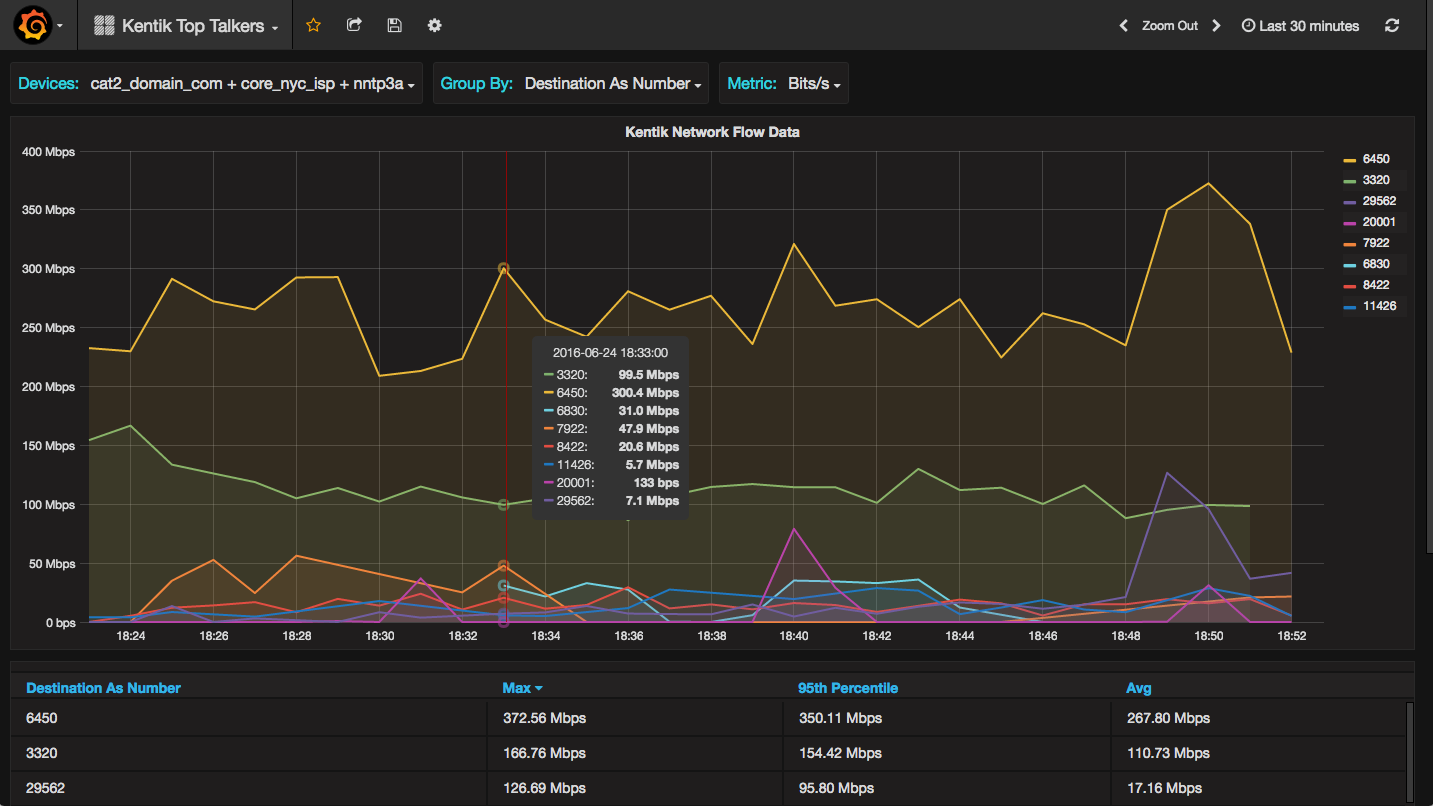 Kentik Top Talkers
Zoom Out
Last 30 minutes
Devices: cat2_domain_com + core_nyc_isp + nntp3a
Group By: Destination As Number
Metric: Bits/s
Kentik Network Flow Data
400 Mbps
350 Mbps
300 Mbps
250 Mbps
200 Mbps
150 Mbps
100 Mbps
50 Mbps
0 bps
18:24 18:26 18:28 18:30 18:32 18:34 18:36 18:38 18:40 18:42 18:44 18:46 18:48 18:50 18:52
6450
3320
29562
20001
7922
6830
8422
11426
2016-06-24 18:33:00
3320: 99.5 Mbps
6450: 300.4 Mbps
6830: 31.0 Mbps
7922: 47.9 Mbps
8422: 20.6 Mbps
11426: 5.7 Mbps
20001: 133 bps
29562: 7.1 Mbps
Destination As Number Max 95th Percentile Avg
6450 372.56 Mbps 350.11 Mbps 267.80 Mbps
3320 166.76 Mbps 154.42 Mbps 110.73 Mbps
29562 126.69 Mbps 95.80 Mbps 17.16 Mbps